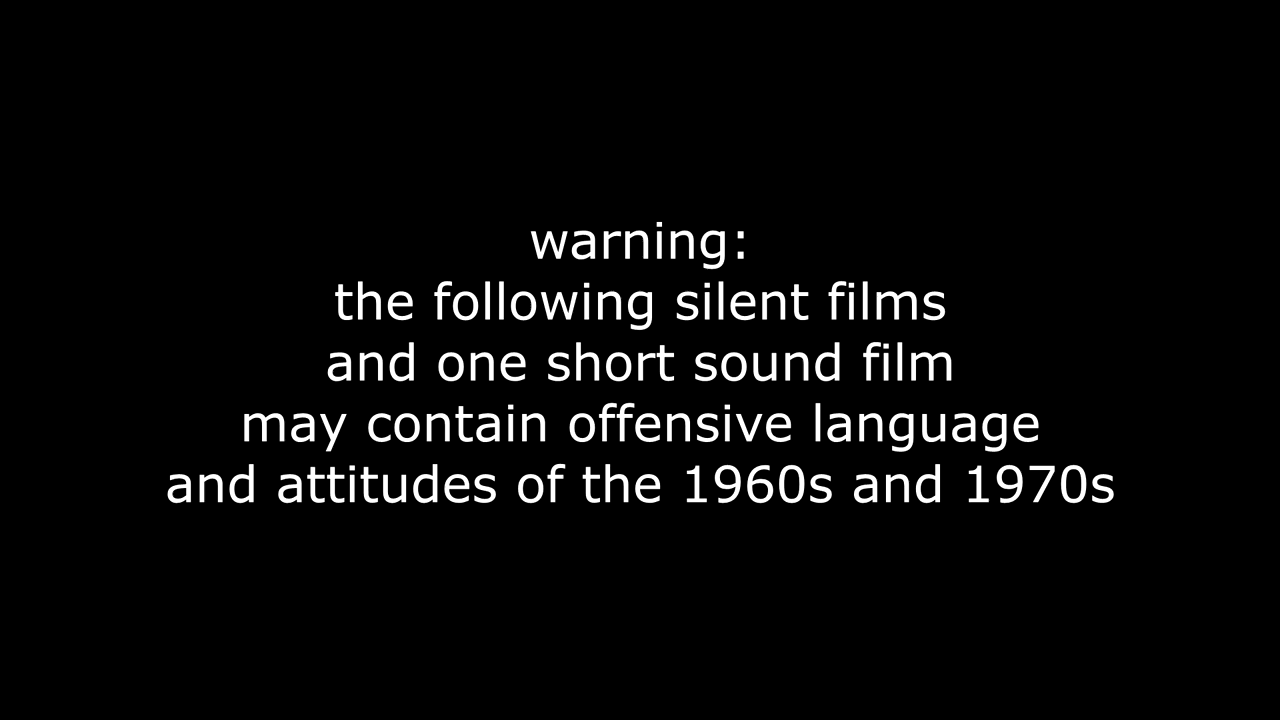 warning:
the following silent films
and one short sound film
may contain offensive language
and attitudes of the 1960s and 1970s